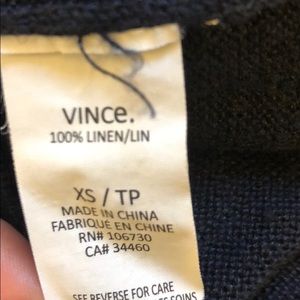 VINCE.
100% LINEN/LIN
XS / TP
MADE IN CHINA
FABRIQUÉ EN CHINE
RN# 106730
CA# 34460
SEE REVERSE FOR CARE
SOINS